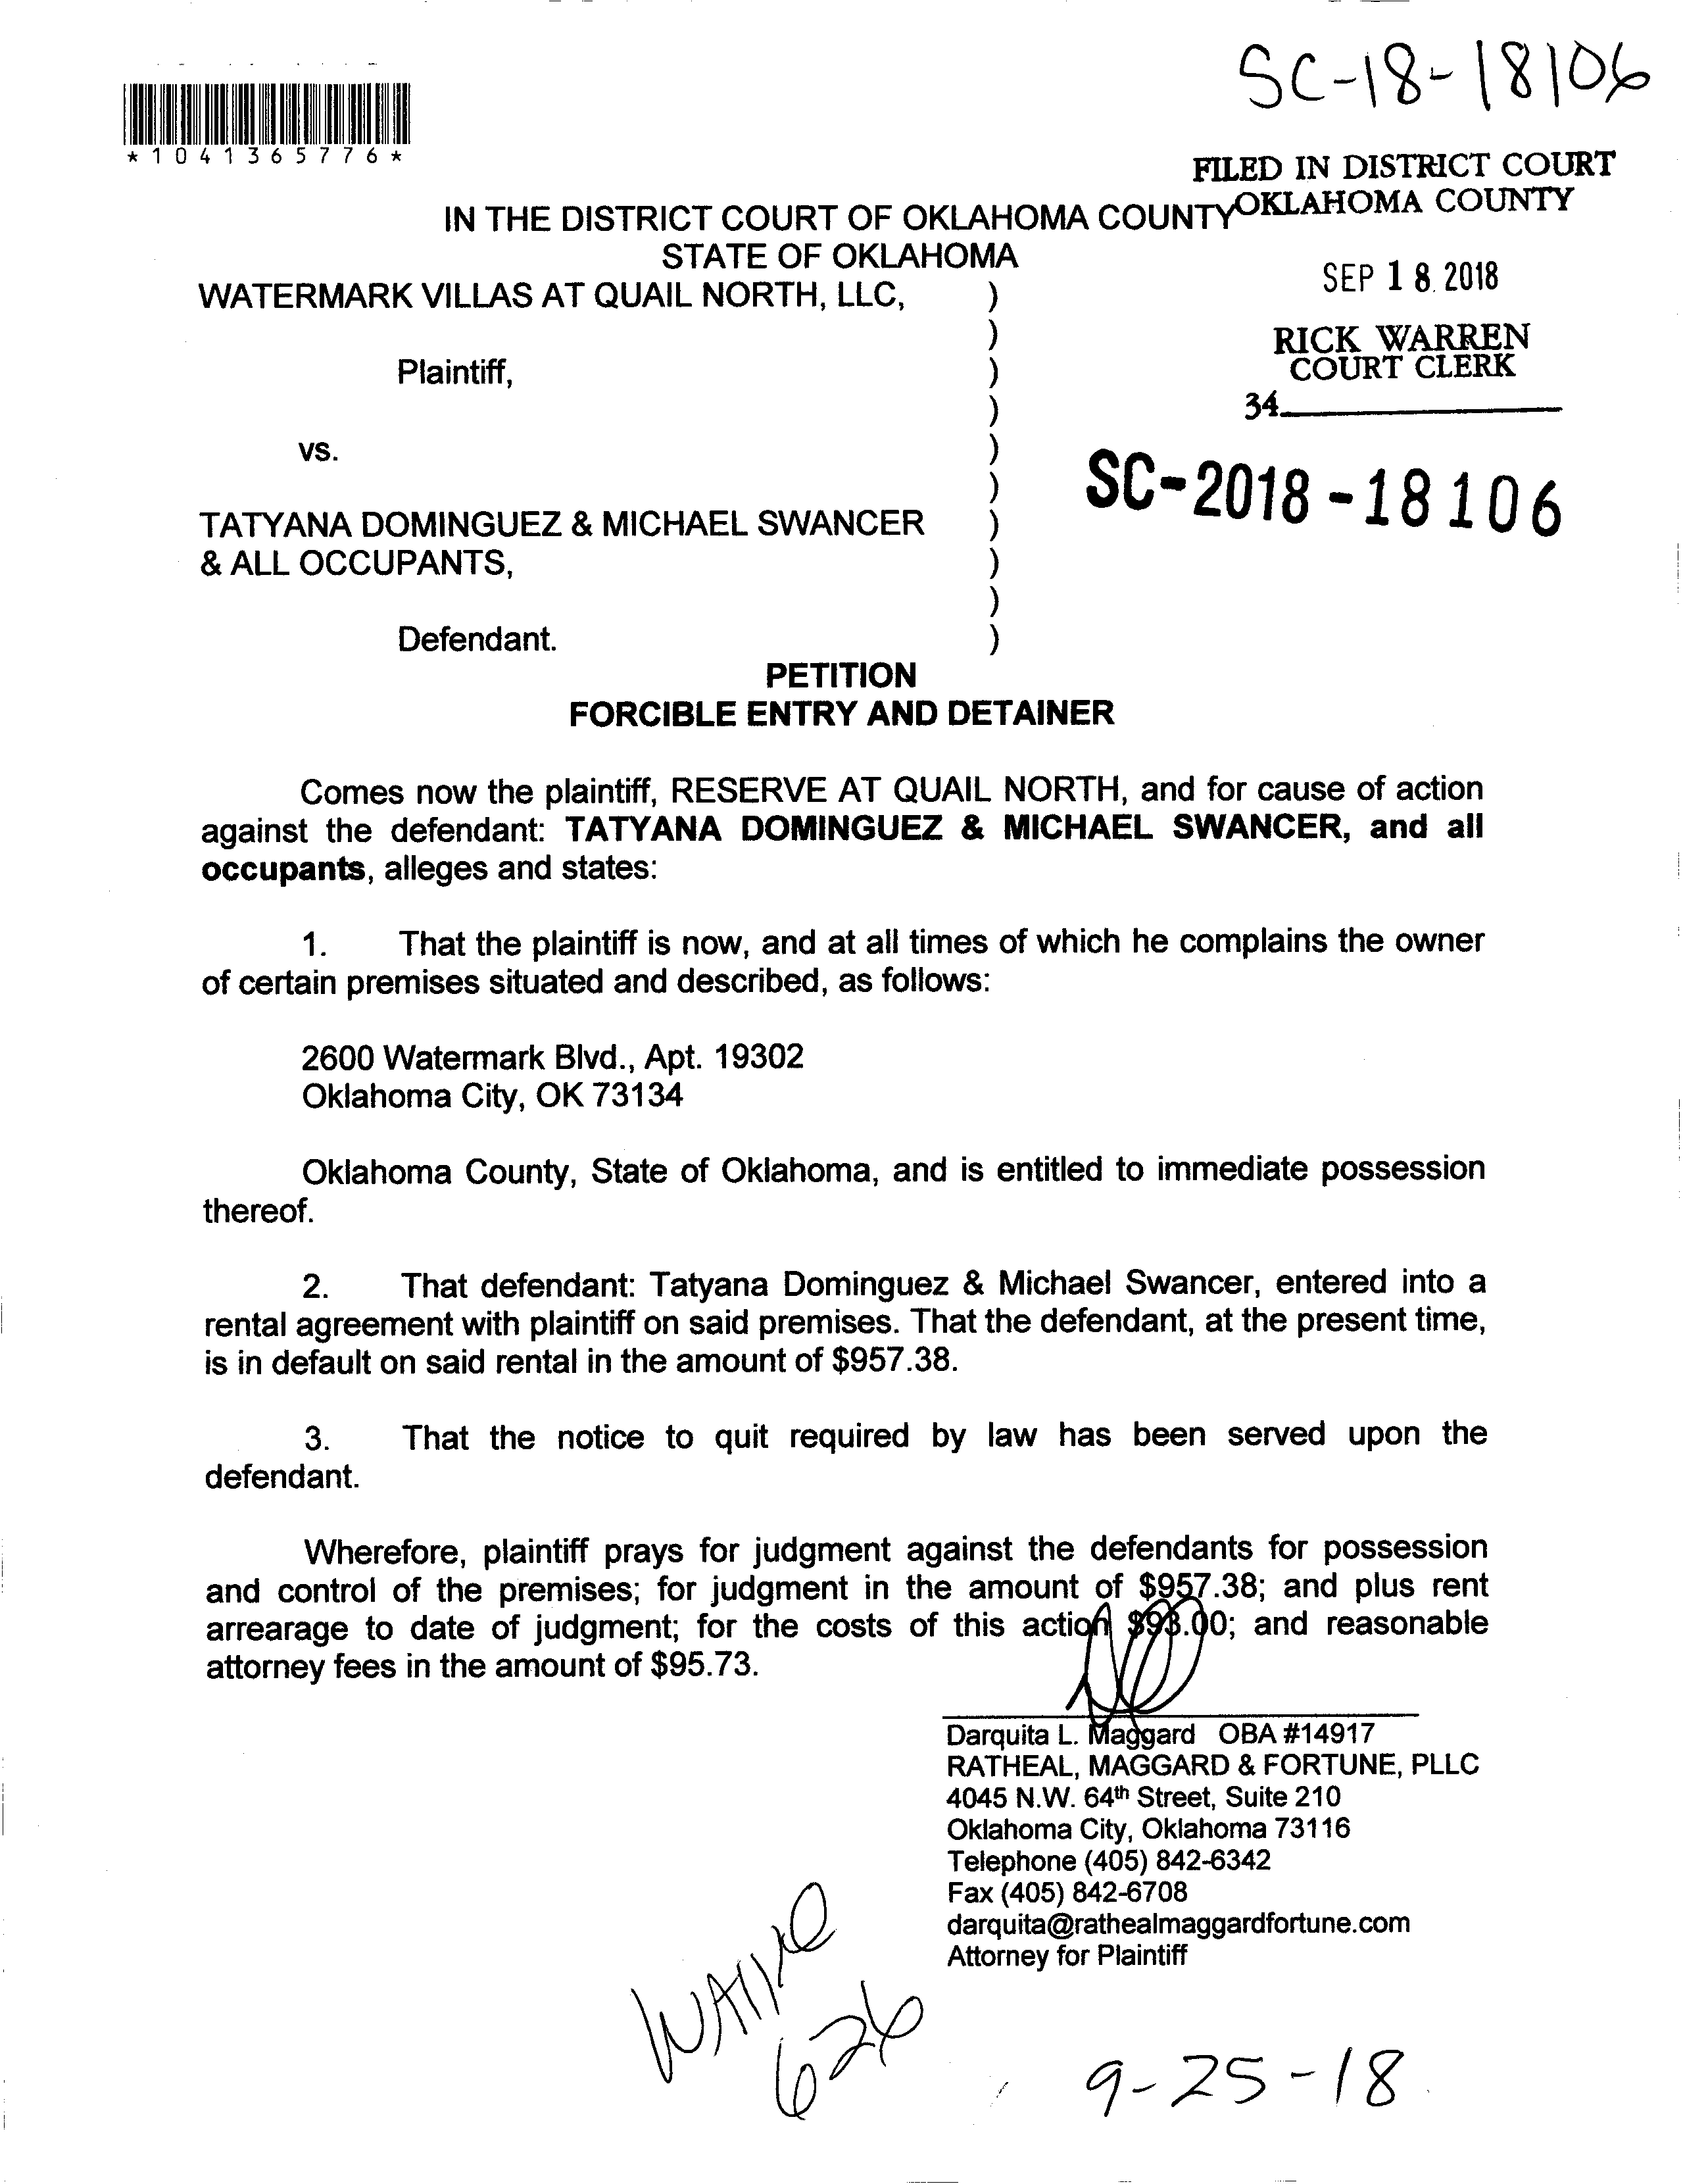 SC-18-18106
*1041365776*
FILED IN DISTRICT COURT
OKLAHOMA COUNTY
IN THE DISTRICT COURT OF OKLAHOMA COUNTY
STATE OF OKLAHOMA
SEP 18 2018
WATERMARK VILLAS AT QUAIL NORTH, LLC, )
)
RICK WARREN
COURT CLERK
Plaintiff, )
)
34
vs. )
)
SC-2018-18106
TATYANA DOMINGUEZ & MICHAEL SWANCER )
& ALL OCCUPANTS, )
)
Defendant. )
PETITION
FORCIBLE ENTRY AND DETAINER
Comes now the plaintiff, RESERVE AT QUAIL NORTH, and for cause of action
against the defendant: TATYANA DOMINGUEZ & MICHAEL SWANCER, and all
occupants, alleges and states:
1. That the plaintiff is now, and at all times of which he complains the owner
of certain premises situated and described, as follows:
2600 Watermark Blvd., Apt. 19302
Oklahoma City, OK 73134
Oklahoma County, State of Oklahoma, and is entitled to immediate possession
thereof.
2. That defendant: Tatyana Dominguez & Michael Swancer, entered into a
rental agreement with plaintiff on said premises. That the defendant, at the present time,
is in default on said rental in the amount of $957.38.
3. That the notice to quit required by law has been served upon the
defendant.
Wherefore, plaintiff prays for judgment against the defendants for possession
and control of the premises; for judgment in the amount of $957.38; and plus rent
arrearage to date of judgment; for the costs of this action $93.00; and reasonable
attorney fees in the amount of $95.73.
Darquita L. Maggard OBA #14917
RATHEAL, MAGGARD & FORTUNE, PLLC
4045 N.W. 64th Street, Suite 210
Oklahoma City, Oklahoma 73116
Telephone (405) 842-6342
Fax (405) 842-6708
darquita@rathealmaggardfortune.com
Attorney for Plaintiff
626
9-25-18